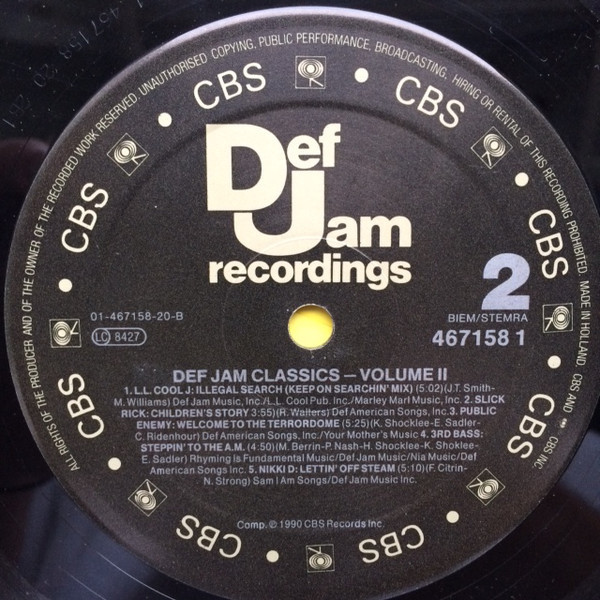 ALL RIGHTS OF THE PRODUCER AND OF THE OWNER OF THE RECORDED WORK RESERVED. UNAUTHORISED COPYING, PUBLIC PERFORMANCE, BROADCASTING, HIRING OR RENTAL OF THIS RECORDING PROHIBITED. MADE IN HOLLAND. CBS AND ARE CBS INC.
CBS
CBS
CBS
CBS
CBS
CBS
CBS
CBS
Def
Jam
recordings
2
01-467158-20-B
BIEM/STEMRA
LC 8427
467158 1
DEF JAM CLASSICS – VOLUME II
1. L.L. COOL J: ILLEGAL SEARCH (KEEP ON SEARCHIN' MIX) (5:02)(J.T. Smith-
M. Williams) Def Jam Music, Inc./L.L. Cool Pub. Inc./Marley Marl Music, Inc. 2. SLICK
RICK: CHILDREN'S STORY 3:55)(R. Walters) Def American Songs, Inc. 3. PUBLIC
ENEMY: WELCOME TO THE TERRORDOME (5:25)(K. Shocklee-E. Sadler-
C. Ridenhour) Def American Songs, Inc./Your Mother's Music 4. 3RD BASS:
STEPPIN' TO THE A.M. (4:50)(M. Berrin-P. Nash-H. Shocklee-K. Shoklee-
E. Sadler) Rhyming Is Fundamental Music/Def Jam Music/Nia Music/Def
American Songs Inc. 5. NIKKI D: LETTIN' OFF STEAM (5:10)(F. Citrin-
N. Strong) Sam I Am Songs/Def Jam Music Inc.
Comp. ℗ 1990 CBS Records Inc.